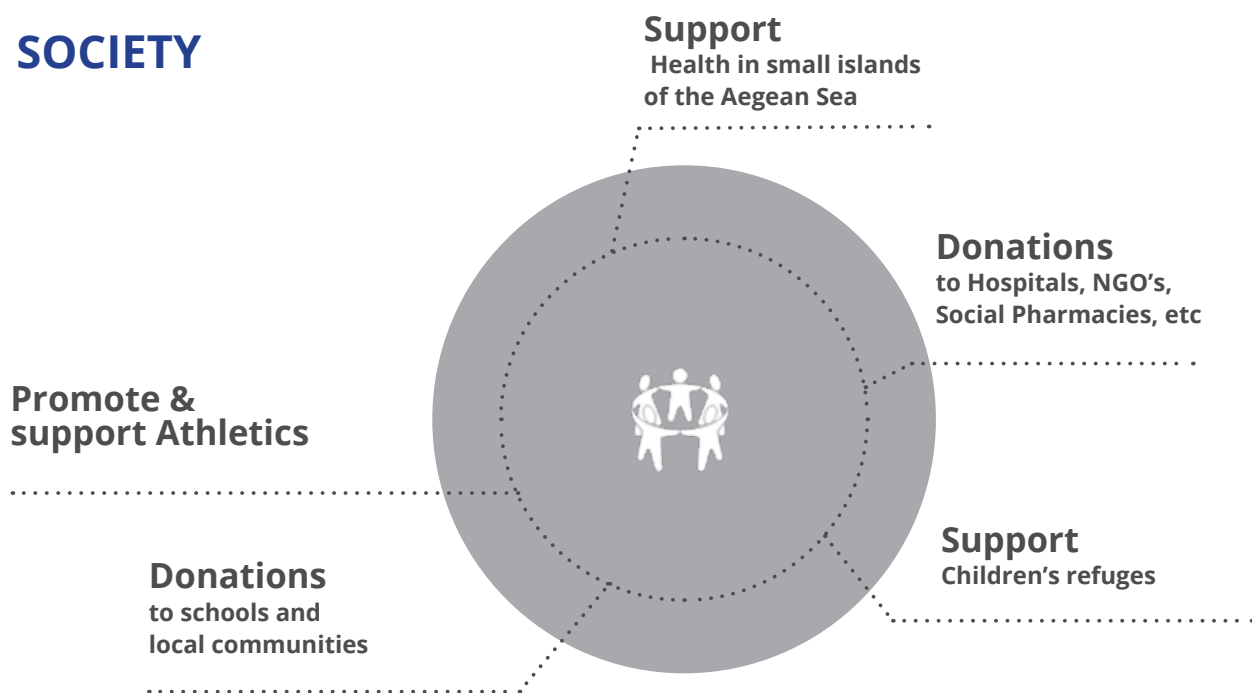 SOCIETY
Support
Health in small islands
of the Aegean Sea
Donations
to Hospitals, NGO’s,
Social Pharmacies, etc
Promote &
support Athletics
Support
Children’s refuges
Donations
to schools and
local communities